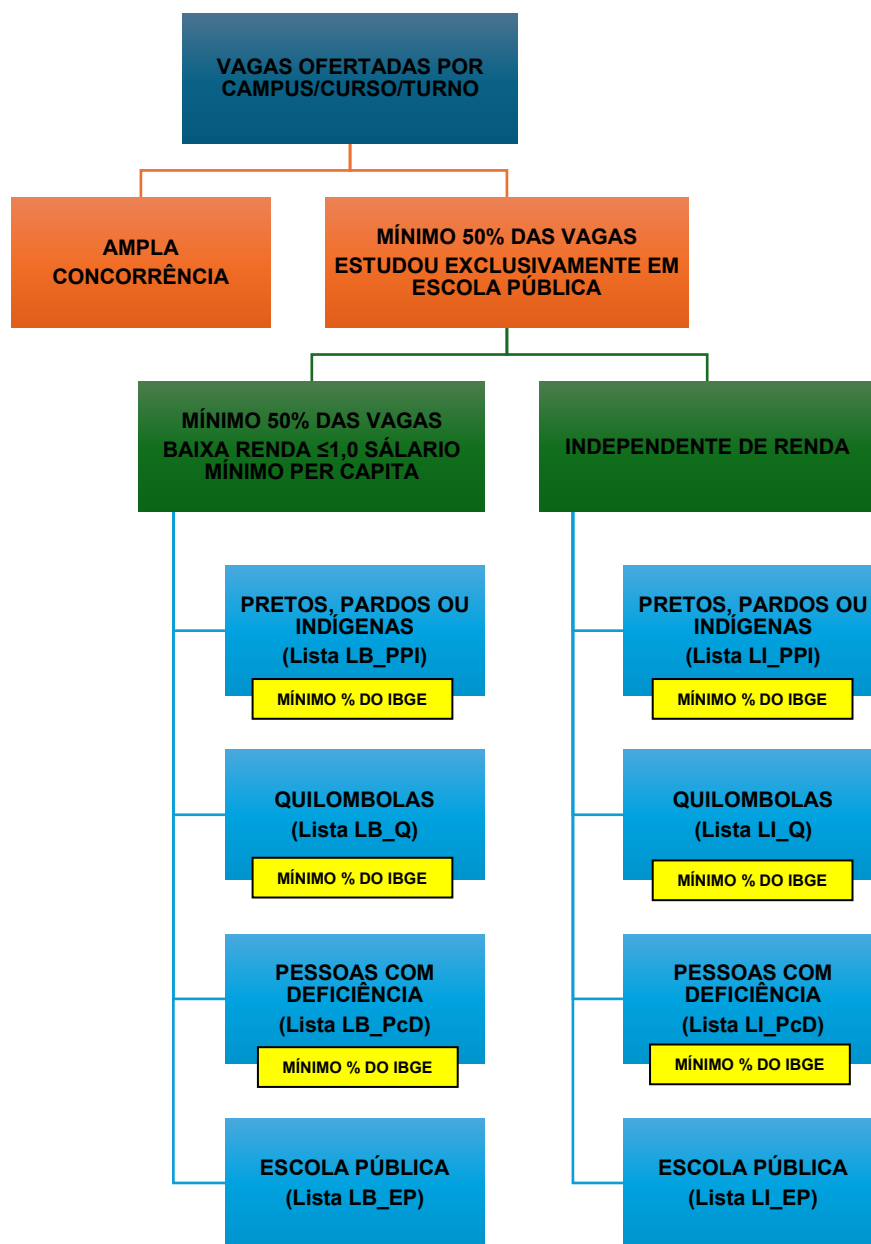 VAGAS OFERTADAS POR
CAMPUS/CURSO/TURNO
AMPLA
CONCORRÊNCIA
MÍNIMO 50% DAS VAGAS
ESTUDOU EXCLUSIVAMENTE EM
ESCOLA PÚBLICA
MÍNIMO 50% DAS VAGAS
BAIXA RENDA ≤1,0 SÁLARIO
MÍNIMO PER CAPITA
INDEPENDENTE DE RENDA
PRETOS, PARDOS OU
INDÍGENAS
(Lista LB_PPI)
MÍNIMO % DO IBGE
QUILOMBOLAS
(Lista LB_Q)
MÍNIMO % DO IBGE
PESSOAS COM
DEFICIÊNCIA
(Lista LB_PcD)
MÍNIMO % DO IBGE
ESCOLA PÚBLICA
(Lista LB_EP)
PRETOS, PARDOS OU
INDÍGENAS
(Lista LI_PPI)
MÍNIMO % DO IBGE
QUILOMBOLAS
(Lista LI_Q)
MÍNIMO % DO IBGE
PESSOAS COM
DEFICIÊNCIA
(Lista LI_PcD)
MÍNIMO % DO IBGE
ESCOLA PÚBLICA
(Lista LI_EP)